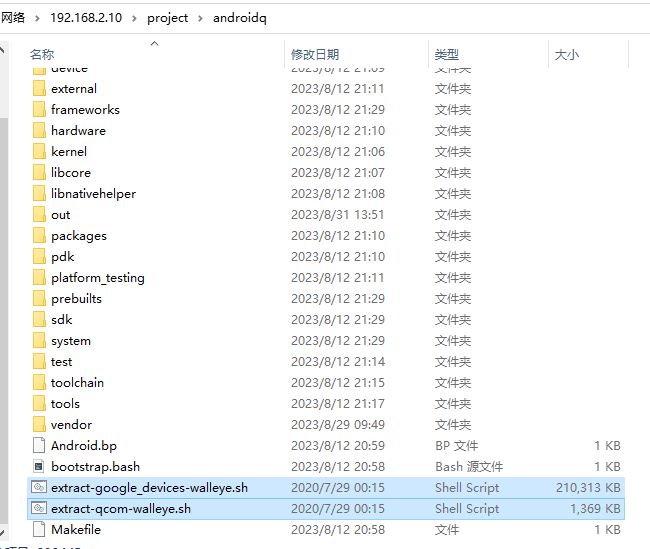 网络 192.168.2.10 project androidq
名称 修改日期 类型 大小
device 2023/8/12 21:09 文件夹
external 2023/8/12 21:11 文件夹
frameworks 2023/8/12 21:29 文件夹
hardware 2023/8/12 21:10 文件夹
kernel 2023/8/12 21:06 文件夹
libcore 2023/8/12 21:07 文件夹
libnativehelper 2023/8/12 21:08 文件夹
out 2023/8/31 13:51 文件夹
packages 2023/8/12 21:10 文件夹
pdk 2023/8/12 21:10 文件夹
platform_testing 2023/8/12 21:11 文件夹
prebuilts 2023/8/12 21:29 文件夹
sdk 2023/8/12 21:29 文件夹
system 2023/8/12 21:29 文件夹
test 2023/8/12 21:14 文件夹
toolchain 2023/8/12 21:15 文件夹
tools 2023/8/12 21:17 文件夹
vendor 2023/8/29 09:49 文件夹
Android.bp 2023/8/12 20:59 BP 文件 1 KB
bootstrap.bash 2023/8/12 20:58 Bash 源文件 1 KB
extract-google_devices-walleye.sh 2020/7/29 00:15 Shell Script 210,313 KB
extract-qcom-walleye.sh 2020/7/29 00:15 Shell Script 1,369 KB
Makefile 2023/8/12 20:58 文件 1 KB